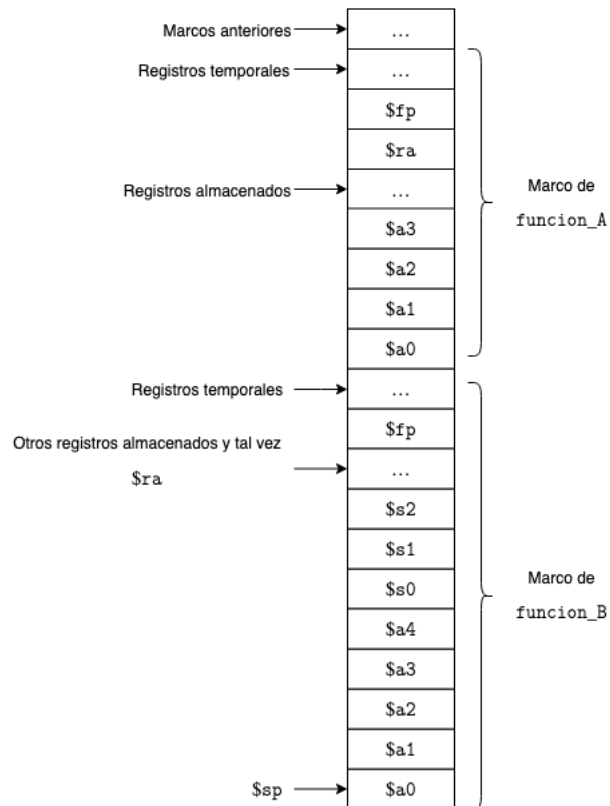 Marcos anteriores ...
Registros temporales ...
$fp
$ra
Registros almacenados ...
$a3
$a2
$a1
$a0
Marco de
funcion_A
Registros temporales ...
$fp
Otros registros almacenados y tal vez
$ra
...
$s2
$s1
$s0
$a4
$a3
$a2
$a1
$sp $a0
Marco de
funcion_B